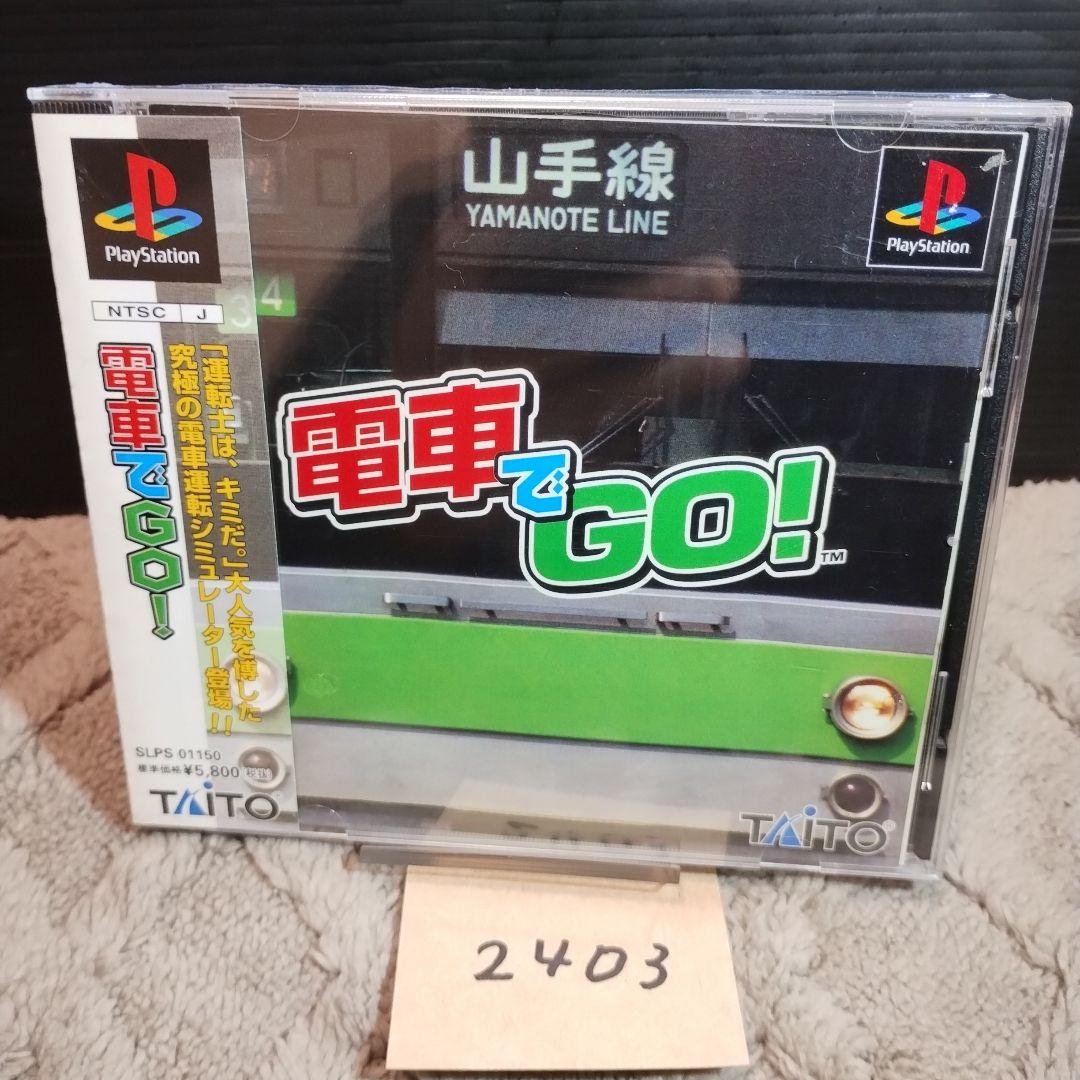 PlayStation
NTSC J
電車でGO!
「運転士は、キミだ。」大人気を博した
究極の電車運転シミュレーター登場!!
SLPS 01150
標準価格¥5,800(税抜)
TAITO
山手線
YAMANOTE LINE
PlayStation
34
電車でGO!™
TAITO®
2403